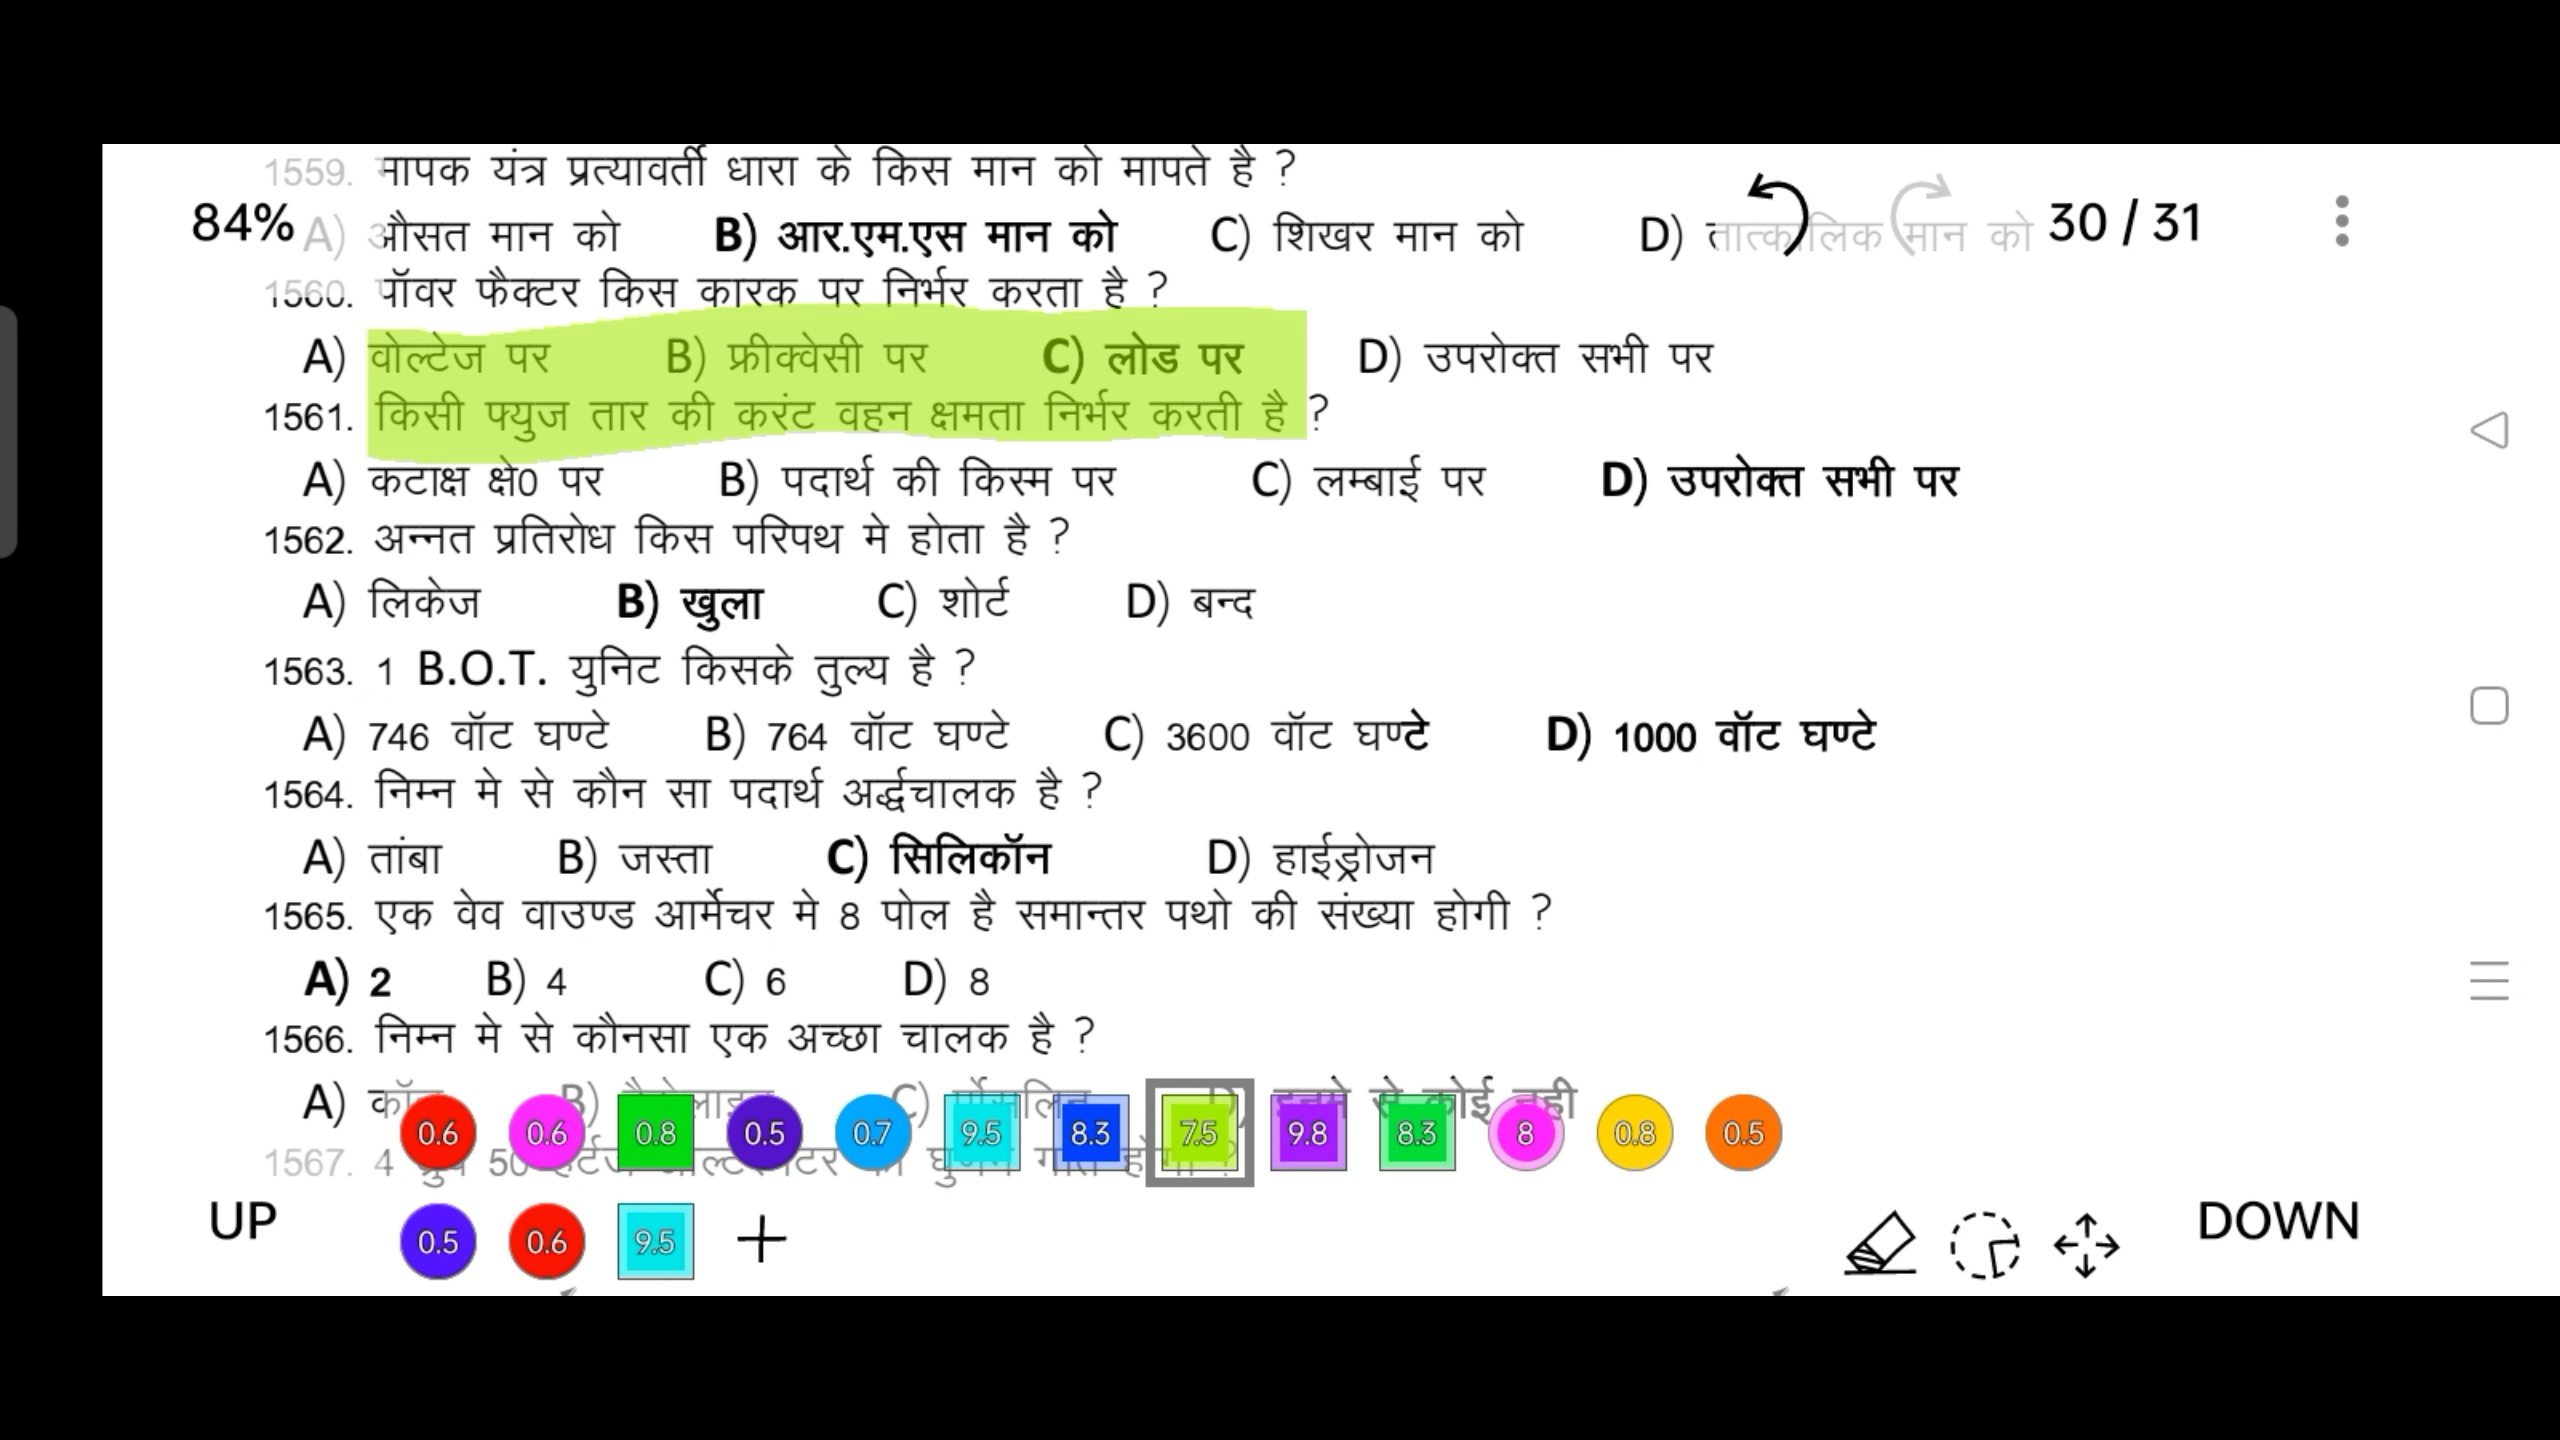 1559. मापक यंत्र प्रत्यावर्ती धारा के किस मान को मापते है ?
84% A) औसत मान को B) आर.एम.एस मान को C) शिखर मान को D) तात्कालिक मान को 30 / 31
1560. पॉवर फैक्टर किस कारक पर निर्भर करता है ?
A) वोल्टेज पर B) फ्रीक्वेसी पर C) लोड पर D) उपरोक्त सभी पर
1561. किसी फ्युज तार की करंट वहन क्षमता निर्भर करती है ?
A) कटाक्ष क्षे0 पर B) पदार्थ की किस्म पर C) लम्बाई पर D) उपरोक्त सभी पर
1562. अन्नत प्रतिरोध किस परिपथ मे होता है ?
A) लिकेज B) खुला C) शोर्ट D) बन्द
1563. 1 B.O.T. युनिट किसके तुल्य है ?
A) 746 वॉट घण्टे B) 764 वॉट घण्टे C) 3600 वॉट घण्टे D) 1000 वॉट घण्टे
1564. निम्न मे से कौन सा पदार्थ अर्द्धचालक है ?
A) तांबा B) जस्ता C) सिलिकॉन D) हाईड्रोजन
1565. एक वेव वाउण्ड आर्मेचर मे 8 पोल है समान्तर पथो की संख्या होगी ?
A) 2 B) 4 C) 6 D) 8
1566. निम्न मे से कौनसा एक अच्छा चालक है ?
A) B) C) D) इनमे से कोई नही
0.6 0.6 0.8 0.5 0.7 9.5 8.3 7.5 9.8 8.3 8 0.8 0.5
1567. 4 50 ?
UP 0.5 0.6 9.5 + DOWN